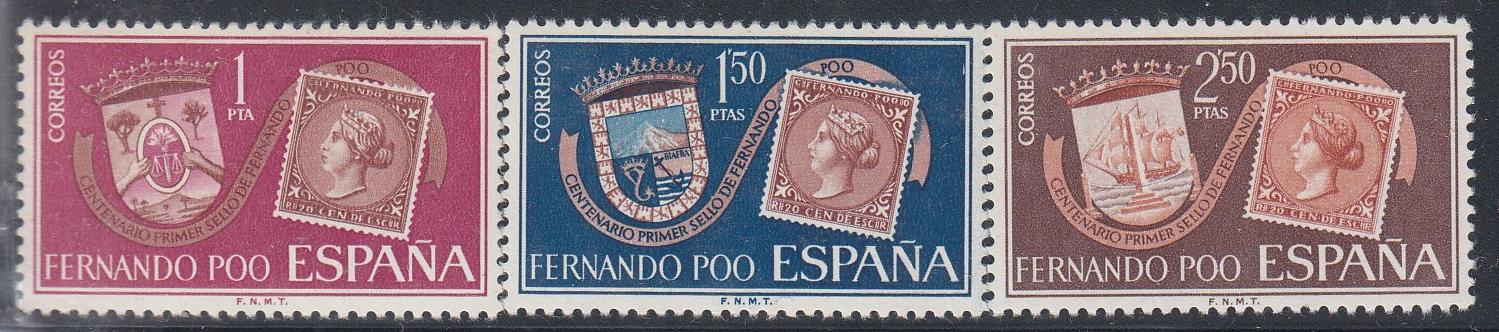 CORREOS
1
PTA
CENTENARIO PRIMER SELLO DE FERNANDO POO
FERNANDO POO
20 CEN DE ESC
FERNANDO POO ESPAÑA
F.N.M.T.
CORREOS
1'50
PTAS
BIAFRA
CENTENARIO PRIMER SELLO DE FERNANDO POO
FERNANDO POO
20 CEN DE ESC
FERNANDO POO ESPAÑA
F.N.M.T.
CORREOS
2'50
PTAS
CENTENARIO PRIMER SELLO DE FERNANDO POO
FERNANDO POO
20 CEN DE
FERNANDO POO ESPAÑA
F.N.M.T.